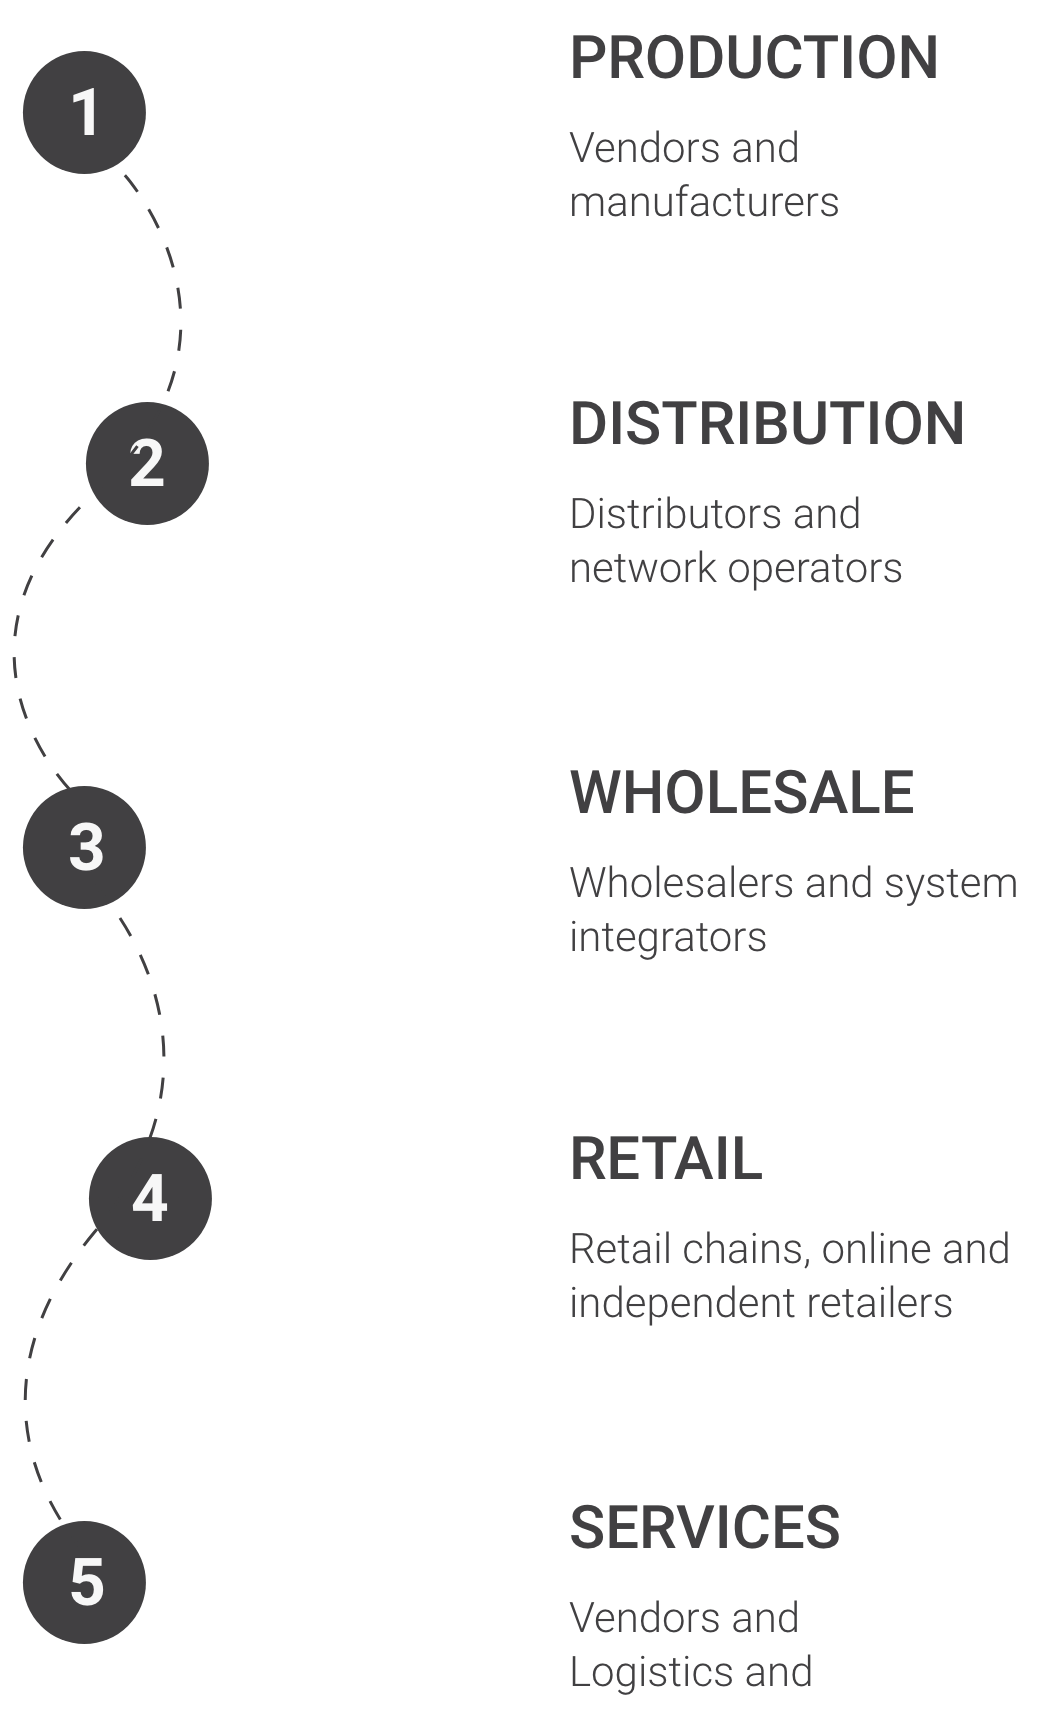 1
PRODUCTION
Vendors and
manufacturers
2
DISTRIBUTION
Distributors and
network operators
3
WHOLESALE
Wholesalers and system
integrators
4
RETAIL
Retail chains, online and
independent retailers
5
SERVICES
Vendors and
Logistics and